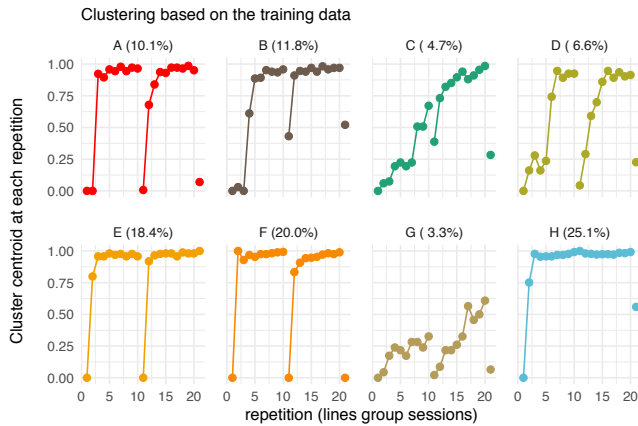 Clustering based on the training data
A (10.1%) B (11.8%) C ( 4.7%) D ( 6.6%)
1.00
0.75
0.50
0.25
0.00
E (18.4%) F (20.0%) G ( 3.3%) H (25.1%)
1.00
0.75
0.50
0.25
0.00
0 5 10 15 20 0 5 10 15 20 0 5 10 15 20 0 5 10 15 20
repetition (lines group sessions)
Cluster centroid at each repetition